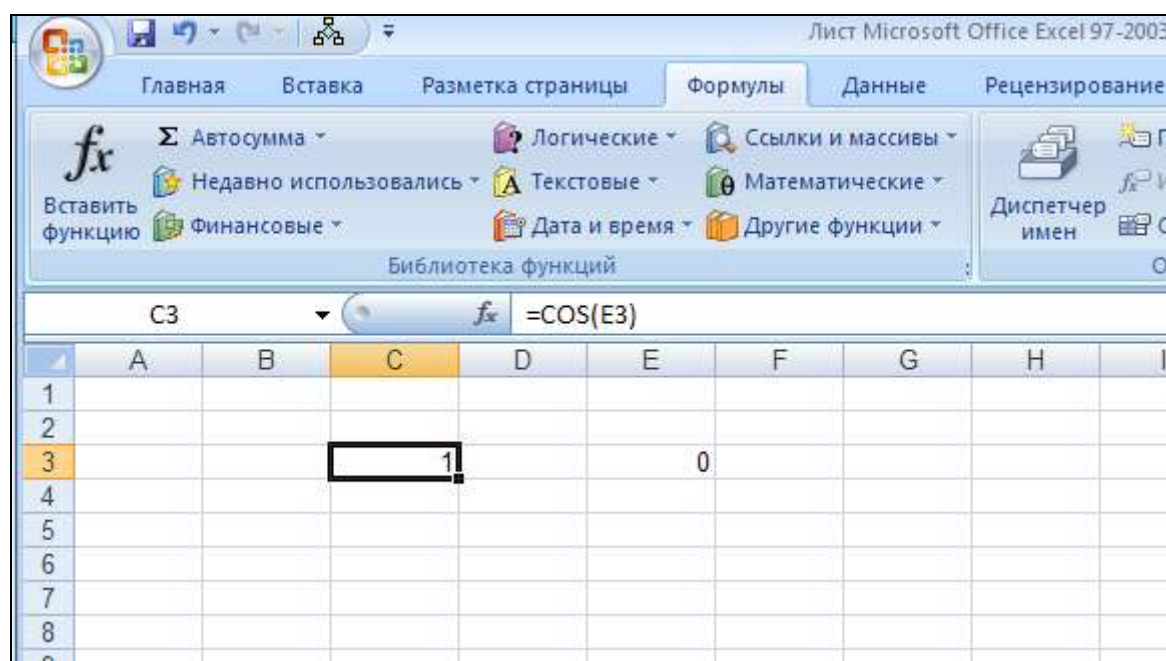 Лист Microsoft Office Excel 97-2003
Главная Вставка Разметка страницы Формулы Данные Рецензирование
fx Σ Автосумма Логические Ссылки и массивы
Недавно использовались A Текстовые θ Математические
Вставить функцию Финансовые Дата и время Другие функции Диспетчер имен
Библиотека функций
C3 fx =COS(E3)
A B C D E F G H
1
2
3 1 0
4
5
6
7
8